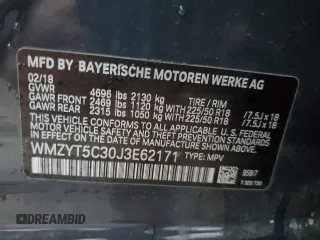 MFD BY BAYERISCHE MOTOREN WERKE AG
02/18
GVWR 4696 lbs 2130 kg TIRE / RIM
GAWR FRONT 2469 lbs 1120 kg WITH 225/50 R18 / 7.5J x 18
GAWR REAR 2315 lbs 1050 kg WITH 225/50 R18 / 7.5J x 18
THIS VEHICLE CONFORMS TO ALL APPLICABLE U.S. FEDERAL
MOTOR VEHICLE SAFETY, BUMPER, AND THEFT PREVENTION
STANDARDS IN EFFECT ON THE DATE OF MANUFACTURE
SHOWN ABOVE.
WMZYT5C30J3E62171 TYPE: MPV
AUTOHELPERBOT.COM